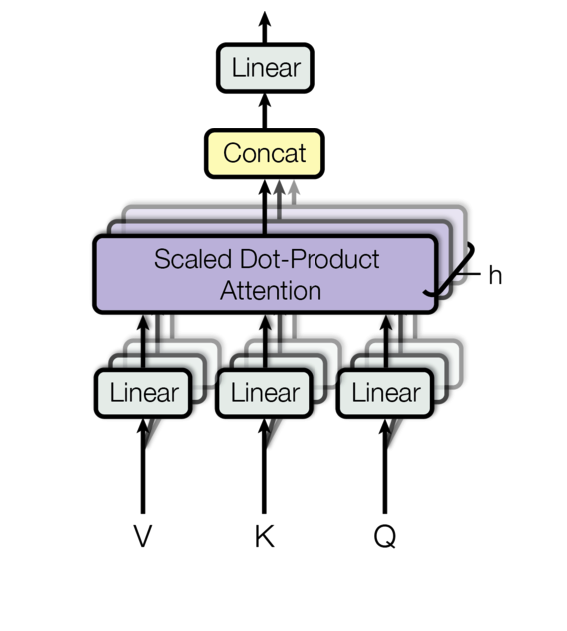 Linear
Concat
Scaled Dot-Product
Attention
h
Linear Linear Linear
V K Q